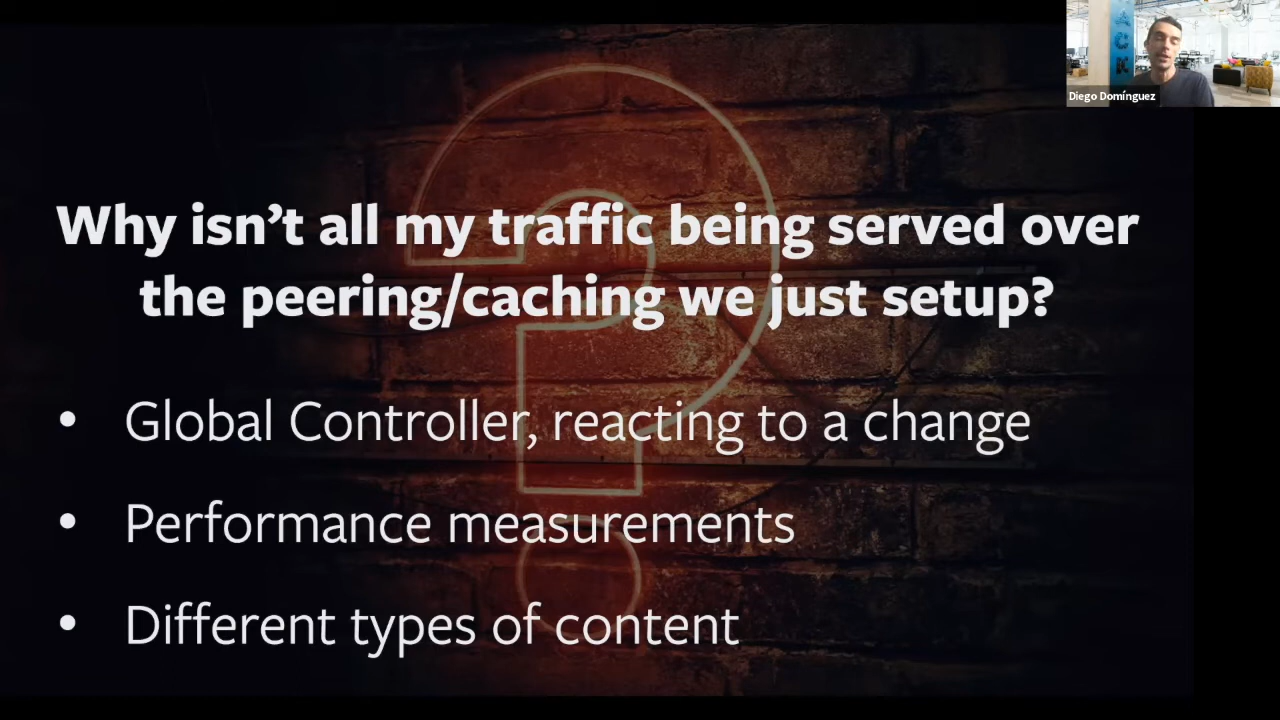 A
C
K
Diego Domínguez
Why isn’t all my traffic being served over
the peering/caching we just setup?
• Global Controller, reacting to a change
• Performance measurements
• Different types of content